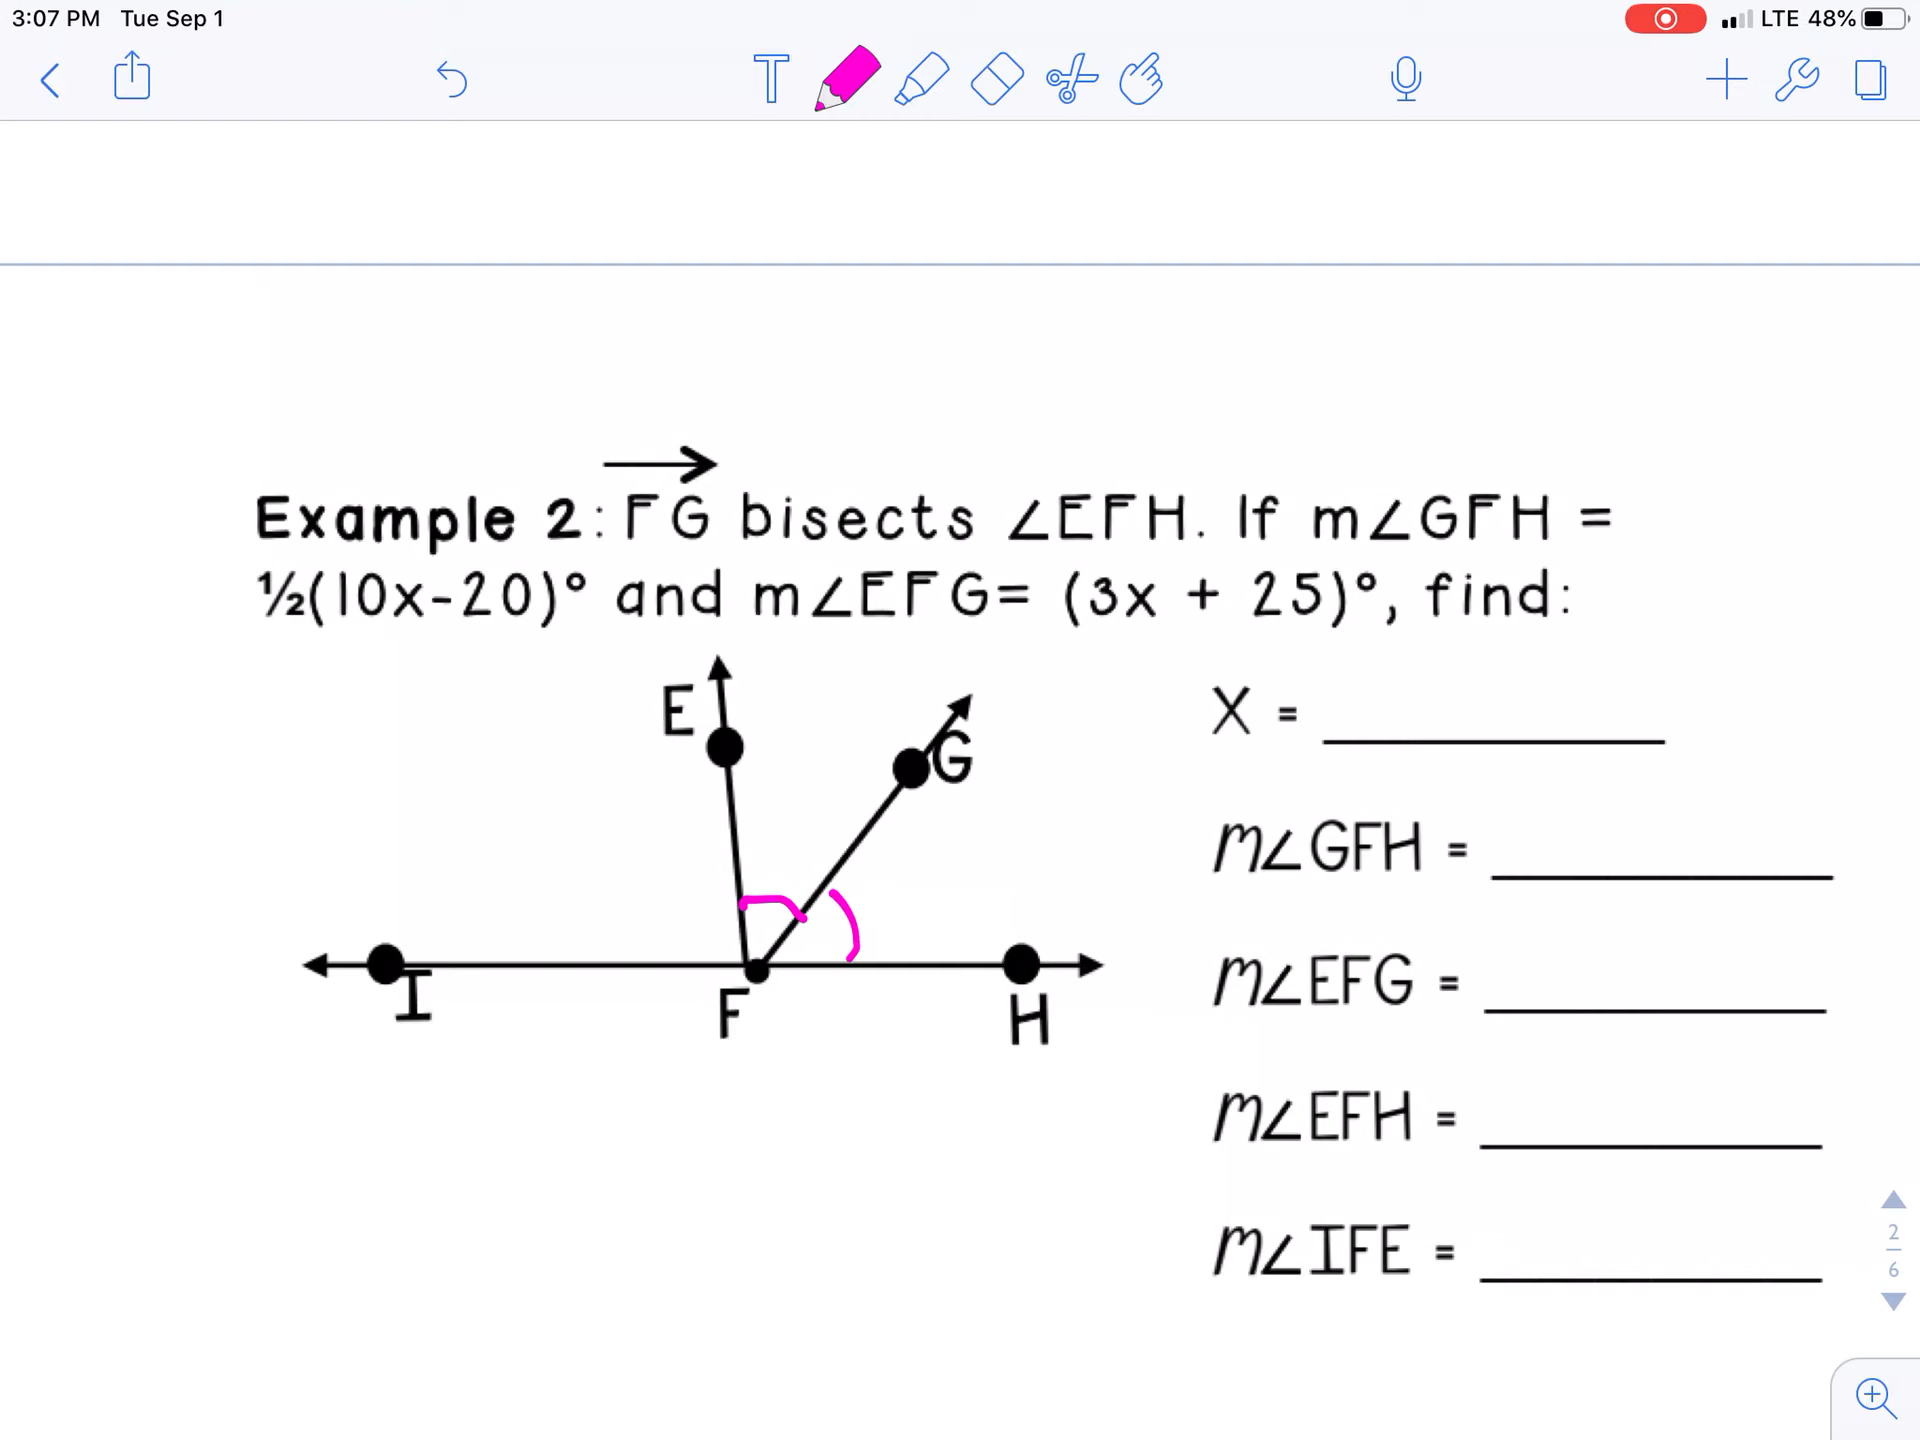 3:07 PM Tue Sep 1
LTE 48%
T
Example 2: FG bisects ∠EFH. If m∠GFH =
½(10x-20)° and m∠EFG= (3x + 25)°, find:
E
G
I
F
H
X =
m∠GFH =
m∠EFG =
m∠EFH =
m∠IFE =
2
6